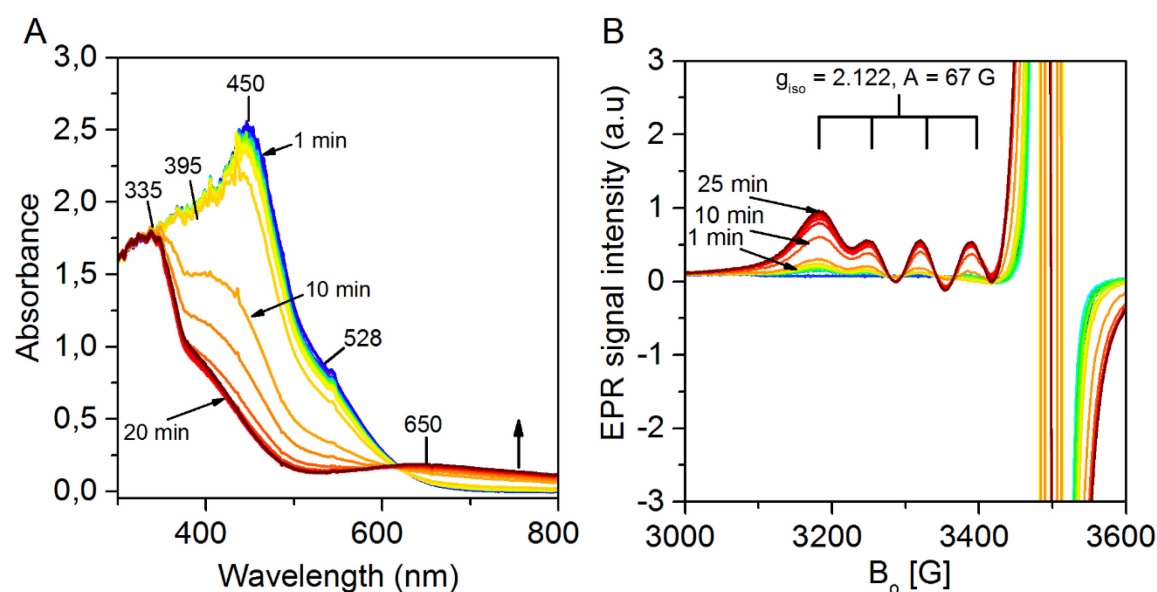 A
3,0
2,5
2,0
1,5
1,0
0,5
0,0
Absorbance
450
1 min
395
335
10 min
528
20 min
650
400
600
800
Wavelength (nm)
B
3
2
1
0
-1
-2
-3
EPR signal intensity (a.u)
giso = 2.122, A = 67 G
25 min
10 min
1 min
3000
3200
3400
3600
Bo [G]